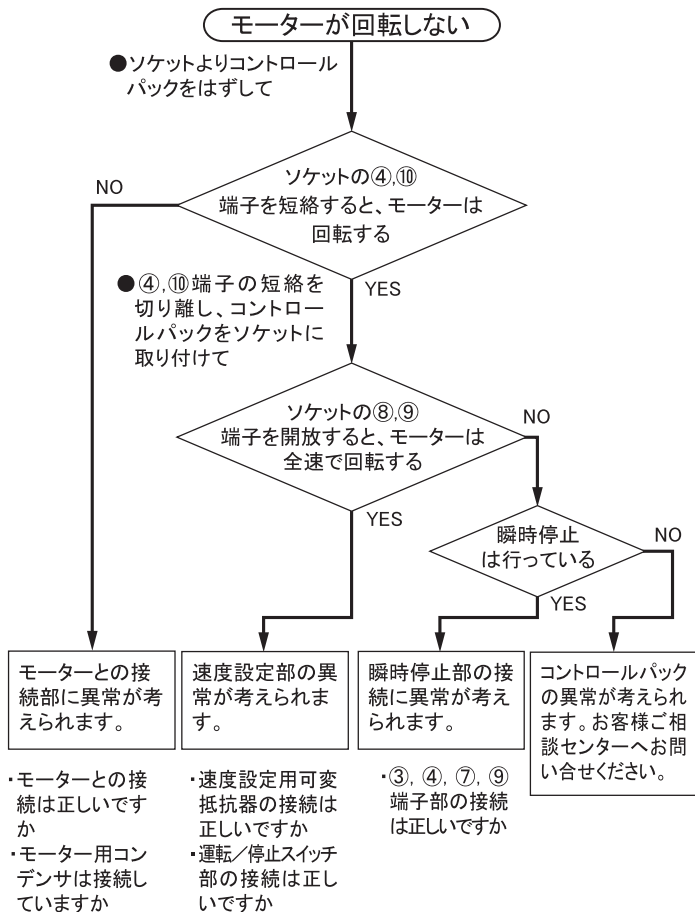 モーターが回転しない
●ソケットよりコントロール
パックをはずして
ソケットの④,⑩
端子を短絡すると、モーターは
回転する
NO
YES
●④,⑩端子の短絡を
切り離し、コントロー
ルパックをソケットに
取り付けて
ソケットの⑧,⑨
端子を開放すると、モーターは
全速で回転する
NO
YES
瞬時停止
は行っている
NO
YES
モーターとの接
続部に異常が考
えられます。
・モーターとの接
続は正しいです
か
・モーター用コン
デンサは接続し
ていますか
速度設定部の異
常が考えられま
す。
・速度設定用可変
抵抗器の接続は
正しいですか
・運転／停止スイッチ
部の接続は正し
いですか
瞬時停止部の接
続に異常が考え
られます。
・③, ④, ⑦, ⑨
端子部の接続
は正しいですか
コントロールパック
の異常が考えられ
ます。お客様ご相
談センターへお問
い合せください。